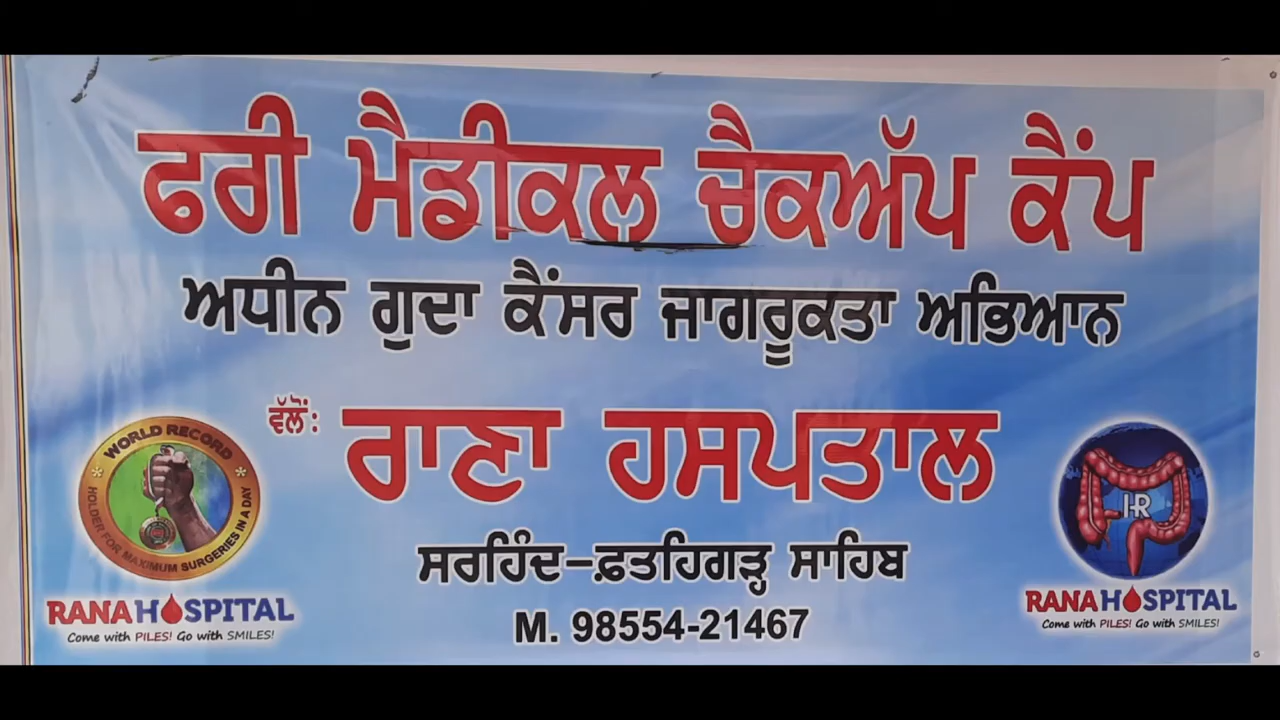 ਫਰੀ ਮੈਡੀਕਲ ਚੈਕਅੱਪ ਕੈਂਪ
ਅਧੀਨ ਗੁਦਾ ਕੈਂਸਰ ਜਾਗਰੂਕਤਾ ਅਭਿਆਨ
ਵੱਲੋਂ: ਰਾਣਾ ਹਸਪਤਾਲ
ਸਰਹਿੰਦ-ਫ਼ਤਹਿਗੜ੍ਹ ਸਾਹਿਬ
M. 98554-21467
WORLD RECORD
HOLDER FOR MAXIMUM SURGERIES IN A DAY
RANA HOSPITAL
Come with PILES! Go with SMILES!
HR
RANA HOSPITAL
Come with PILES! Go with SMILES!